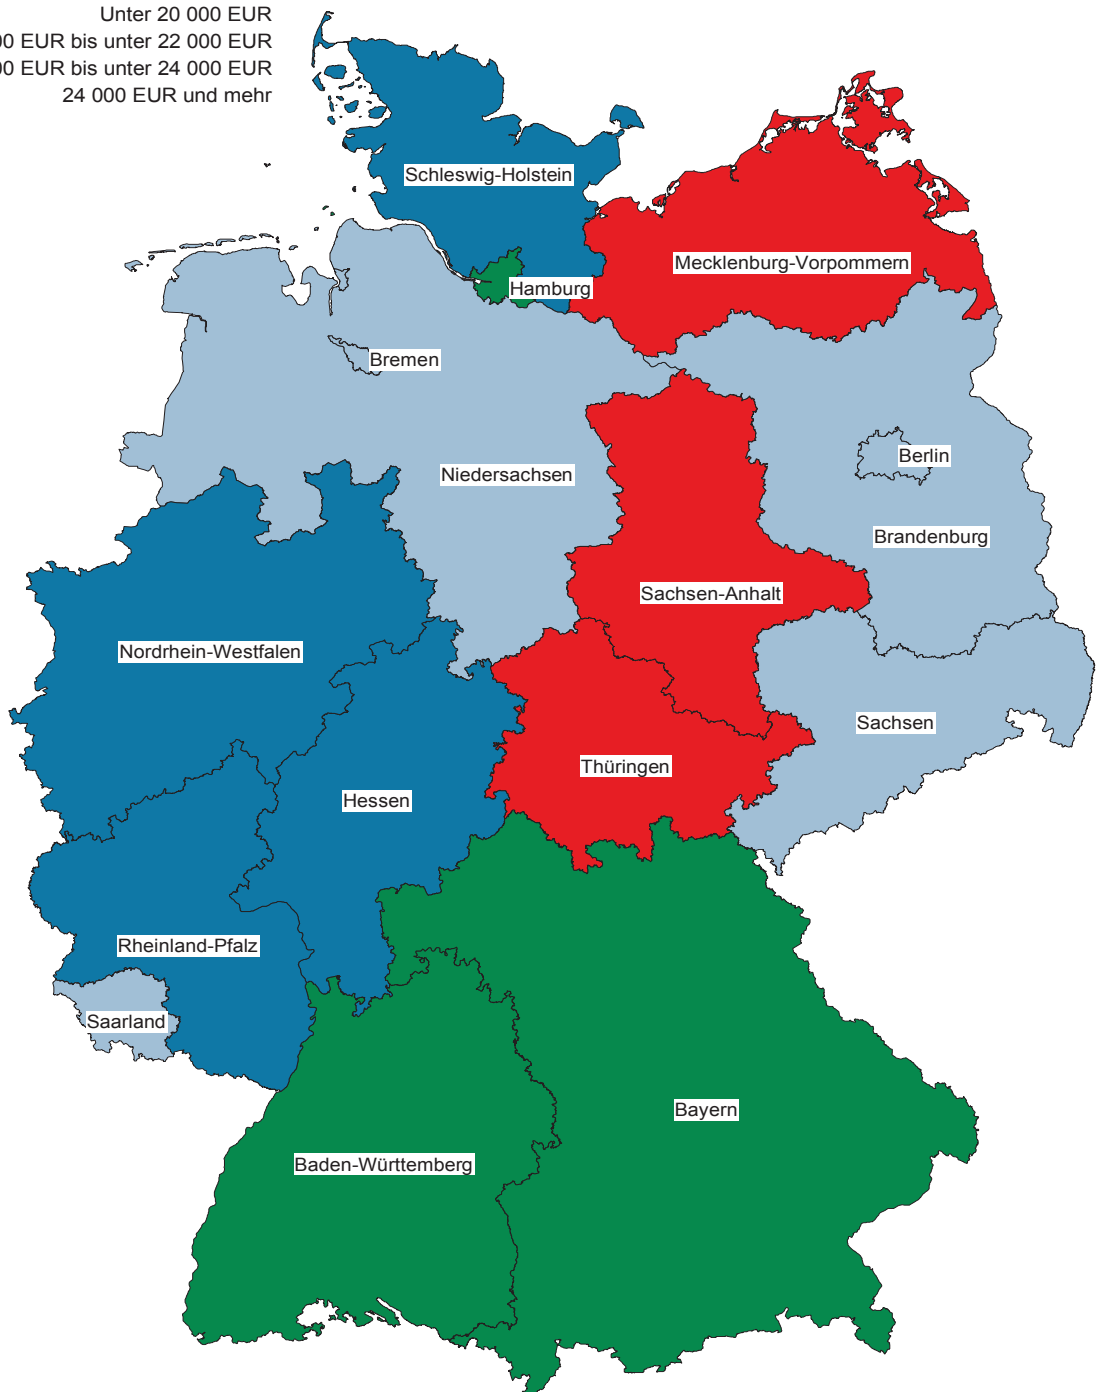 Unter 20 000 EUR
00 EUR bis unter 22 000 EUR
00 EUR bis unter 24 000 EUR
24 000 EUR und mehr
Schleswig-Holstein
Mecklenburg-Vorpommern
Hamburg
Bremen
Berlin
Niedersachsen
Brandenburg
Sachsen-Anhalt
Nordrhein-Westfalen
Sachsen
Thüringen
Hessen
Rheinland-Pfalz
Saarland
Bayern
Baden-Württemberg